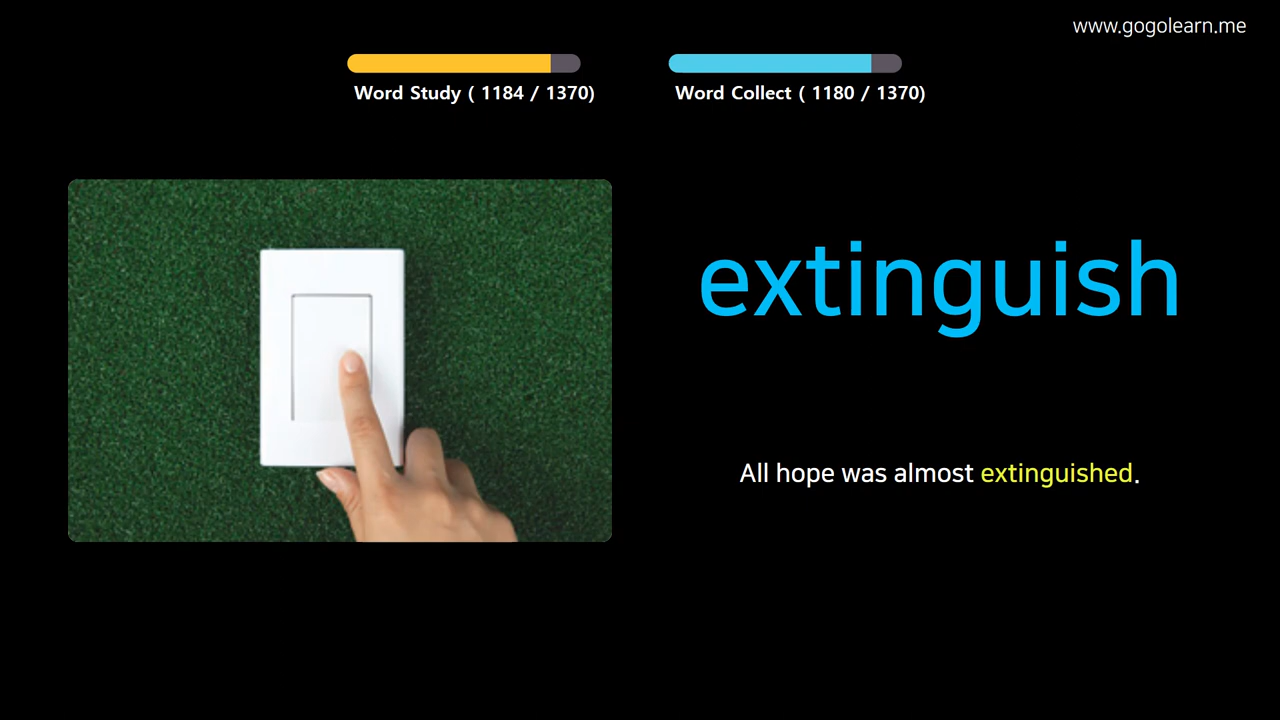 www.gogolearn.me
Word Study ( 1184 / 1370)
Word Collect ( 1180 / 1370)
extinguish
All hope was almost extinguished.